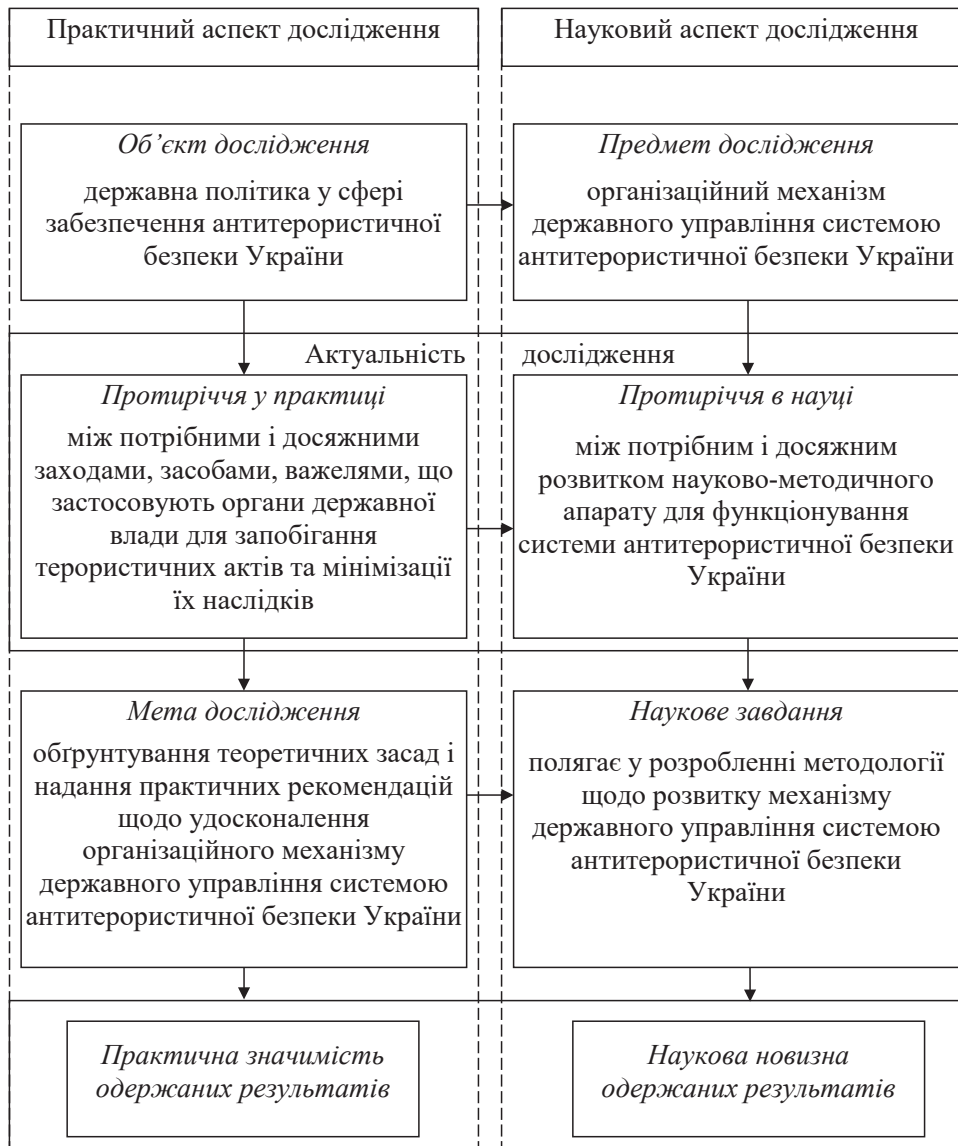 Практичний аспект дослідження
Науковий аспект дослідження
Об’єкт дослідження
державна політика у сфері
забезпечення антитерористичної
безпеки України
Предмет дослідження
організаційний механізм
державного управління системою
антитерористичної безпеки України
Актуальність дослідження
Протиріччя у практиці
між потрібними і досяжними
заходами, засобами, важелями, що
застосовують органи державної
влади для запобігання
терористичних актів та мінімізації
їх наслідків
Протиріччя в науці
між потрібним і досяжним
розвитком науково-методичного
апарату для функціонування
системи антитерористичної безпеки
України
Мета дослідження
обґрунтування теоретичних засад і
надання практичних рекомендацій
щодо удосконалення
організаційного механізму
державного управління системою
антитерористичної безпеки України
Наукове завдання
полягає у розробленні методології
щодо розвитку механізму
державного управління системою
антитерористичної безпеки
України
Практична значимість
одержаних результатів
Наукова новизна
одержаних результатів